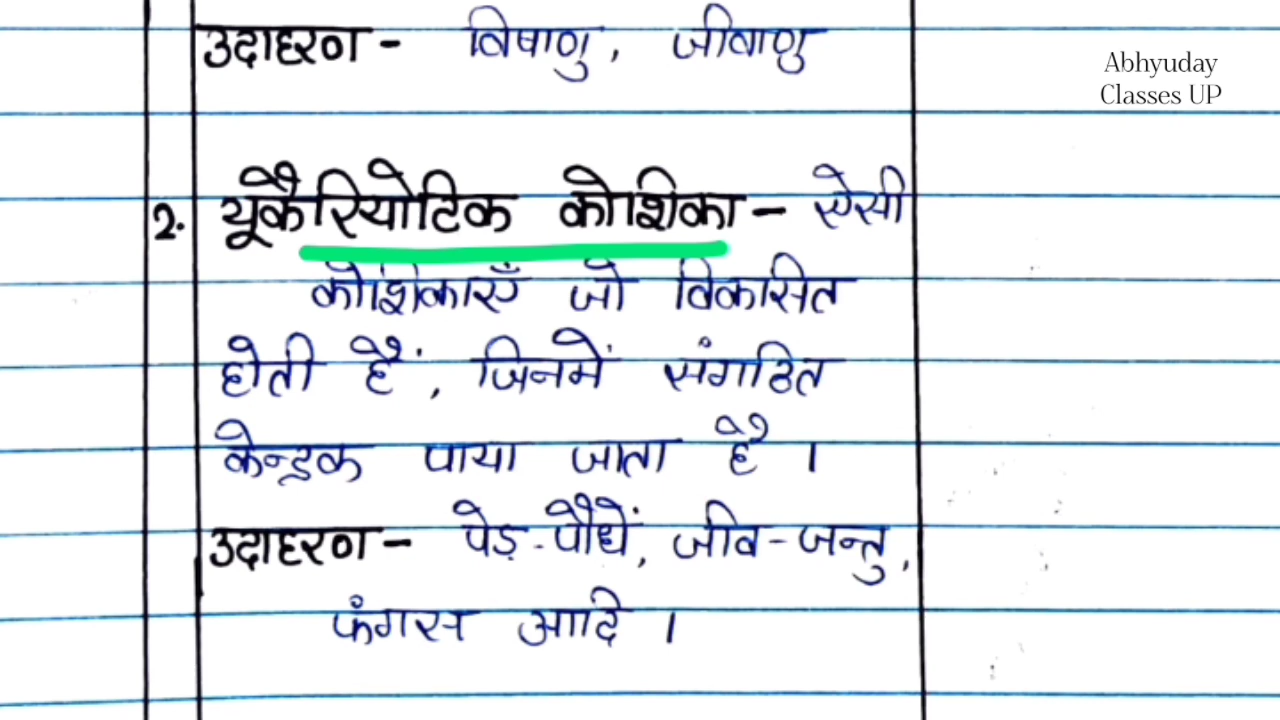 उदाहरण - विषाणु, जीवाणु
Abhyuday
Classes UP
2. यूकैरियोटिक कोशिका - ऐसी
कोशिकाएँ जो विकसित
होती हैं, जिनमें संगठित
केन्द्रक पाया जाता है।
उदाहरण - पेड़-पौधें, जीव-जन्तु,
फंगस आदि।